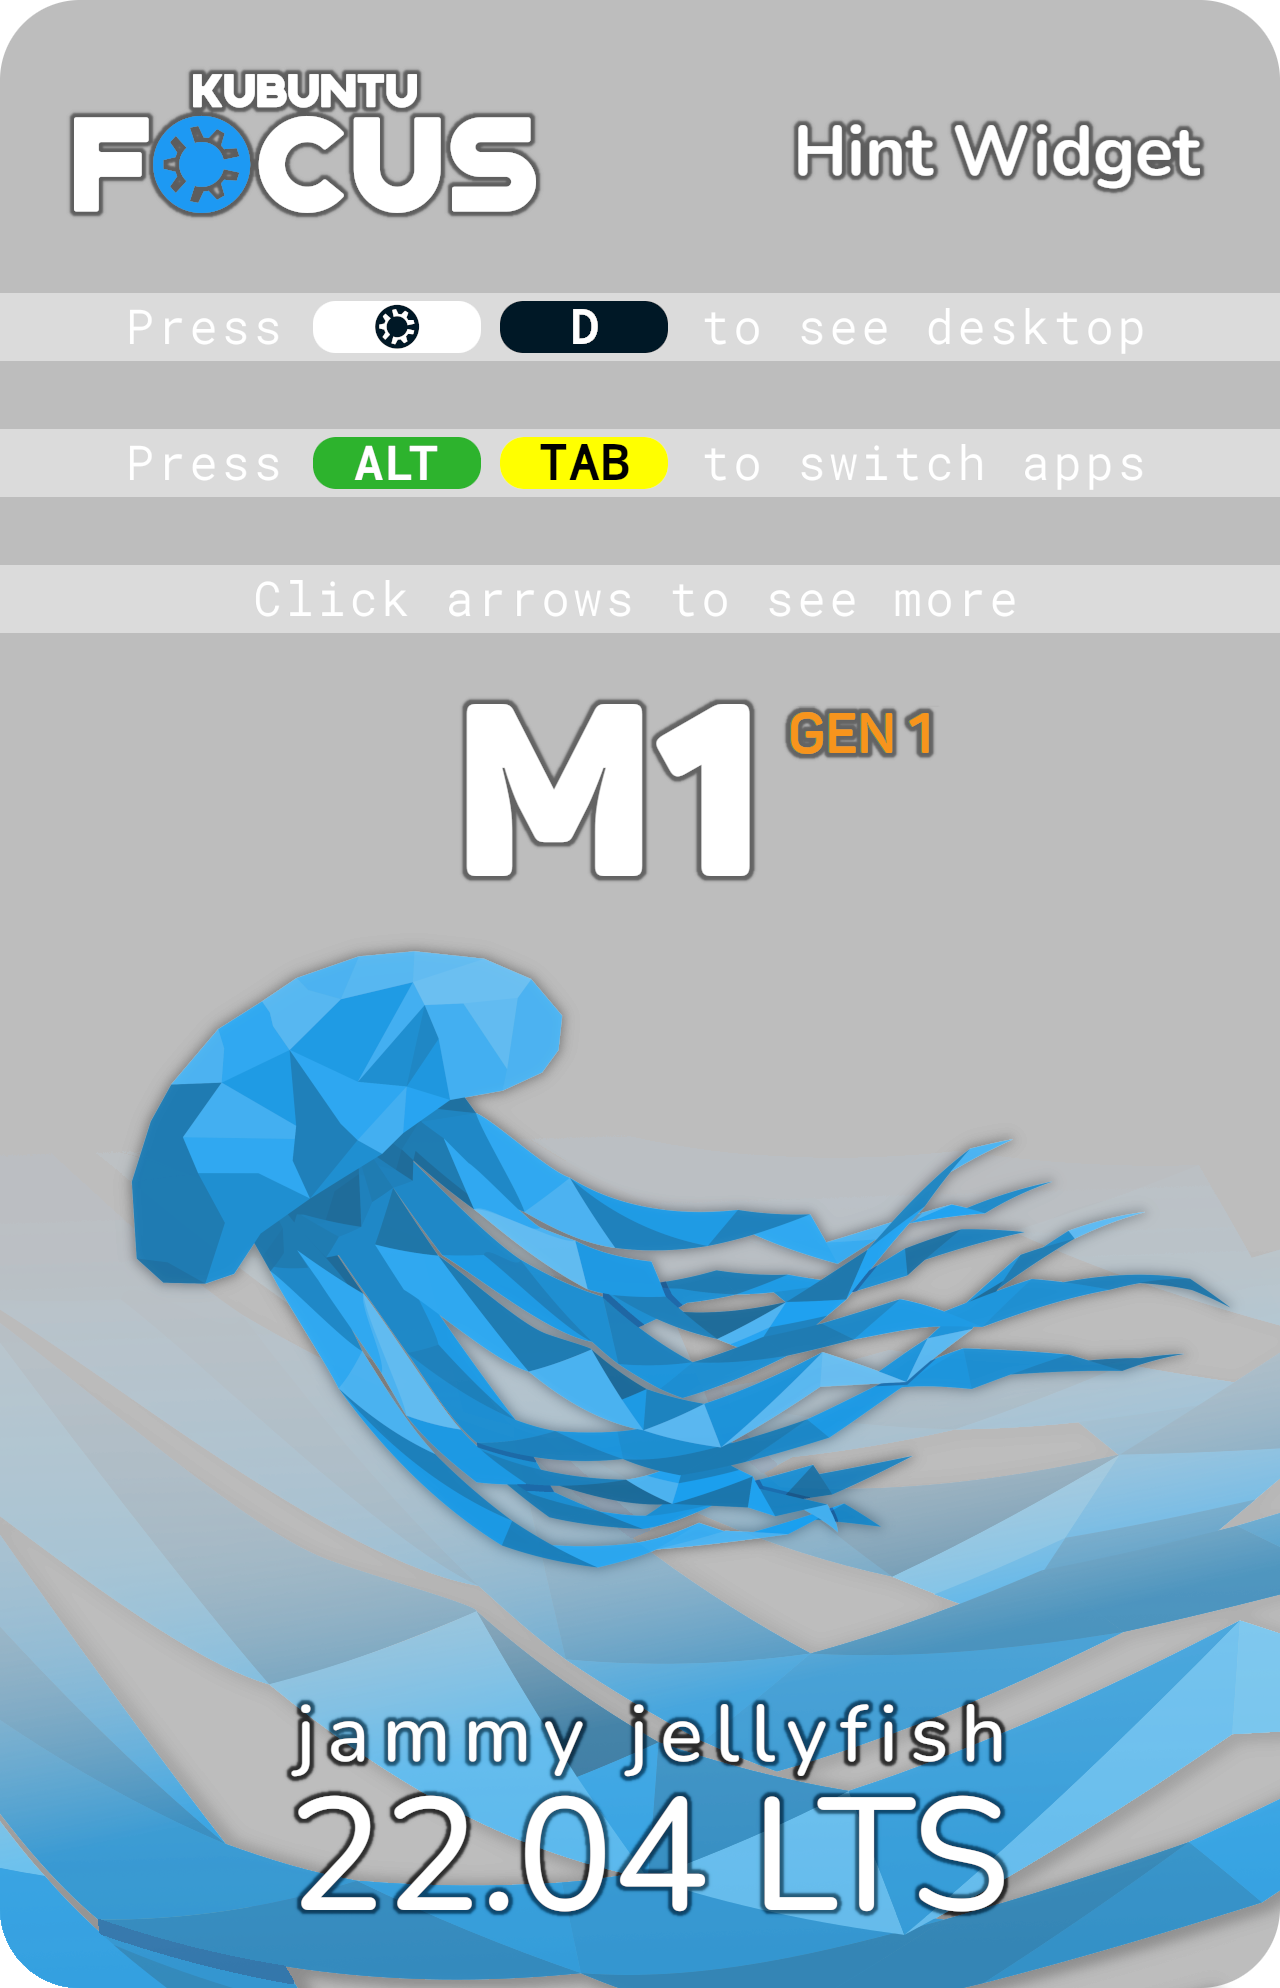 KUBUNTU
FOCUS
Hint Widget
Press D to see desktop
Press ALT TAB to switch apps
Click arrows to see more
M1 GEN 1
jammy jellyfish
22.04 LTS